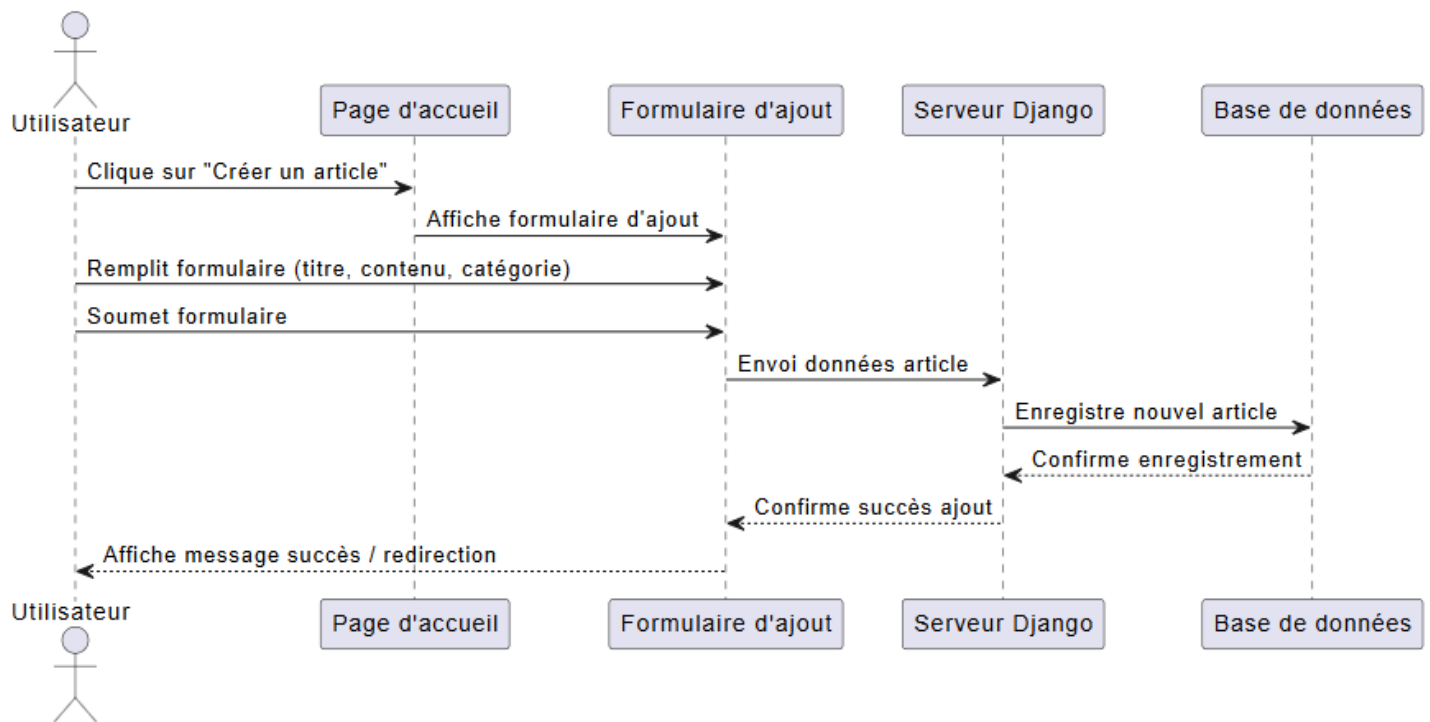 Utilisateur
Page d'accueil
Formulaire d'ajout
Serveur Django
Base de données
Clique sur "Créer un article"
Affiche formulaire d'ajout
Remplit formulaire (titre, contenu, catégorie)
Soumet formulaire
Envoi données article
Enregistre nouvel article
Confirme enregistrement
Confirme succès ajout
Affiche message succès / redirection
Utilisateur
Page d'accueil
Formulaire d'ajout
Serveur Django
Base de données